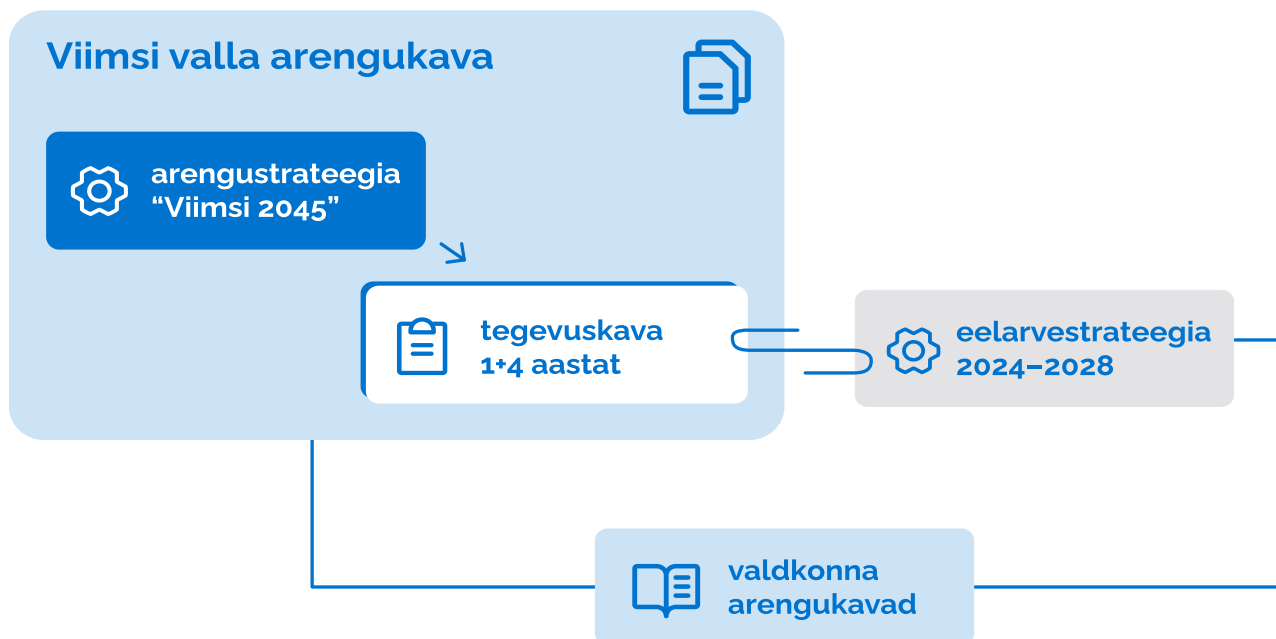 Viimsi valla arengukava
arengustrateegia
“Viimsi 2045”
tegevuskava
1+4 aastat
eelarvestrateegia
2024–2028
valdkonna
arengukavad